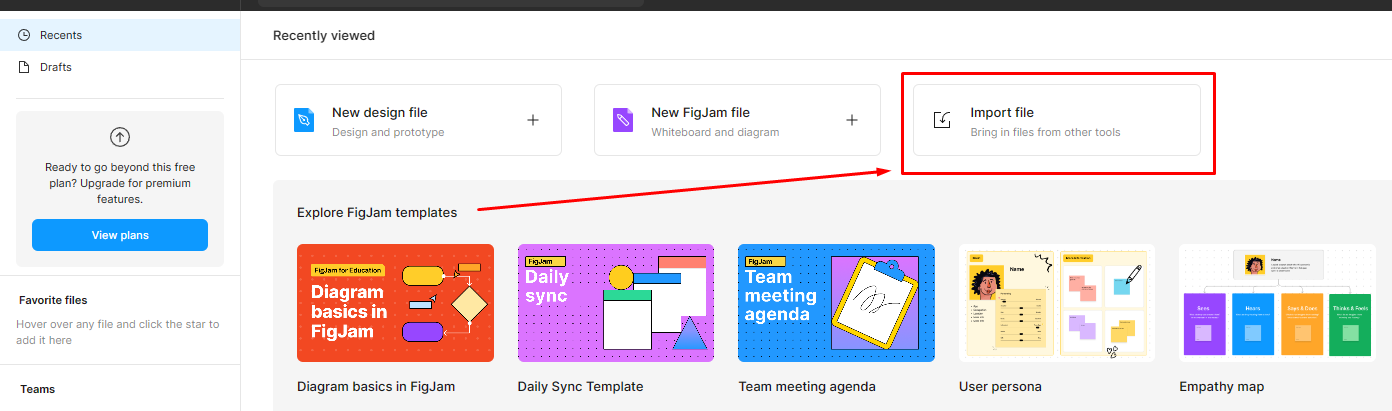 Recents
Drafts
Ready to go beyond this free
plan? Upgrade for premium
features.
View plans
Favorite files
Hover over any file and click the star to
add it here
Teams
Recently viewed
New design file
Design and prototype
New FigJam file
Whiteboard and diagram
Import file
Bring in files from other tools
Explore FigJam templates
FigJam for Education
Diagram
basics in
FigJam
Diagram basics in FigJam
FigJam
Daily
sync
Daily Sync Template
FigJam
Team
meeting
agenda
Team meeting agenda
Name
User persona
Name
Sees
Hears
Says & Does
Thinks & Feels
Empathy map